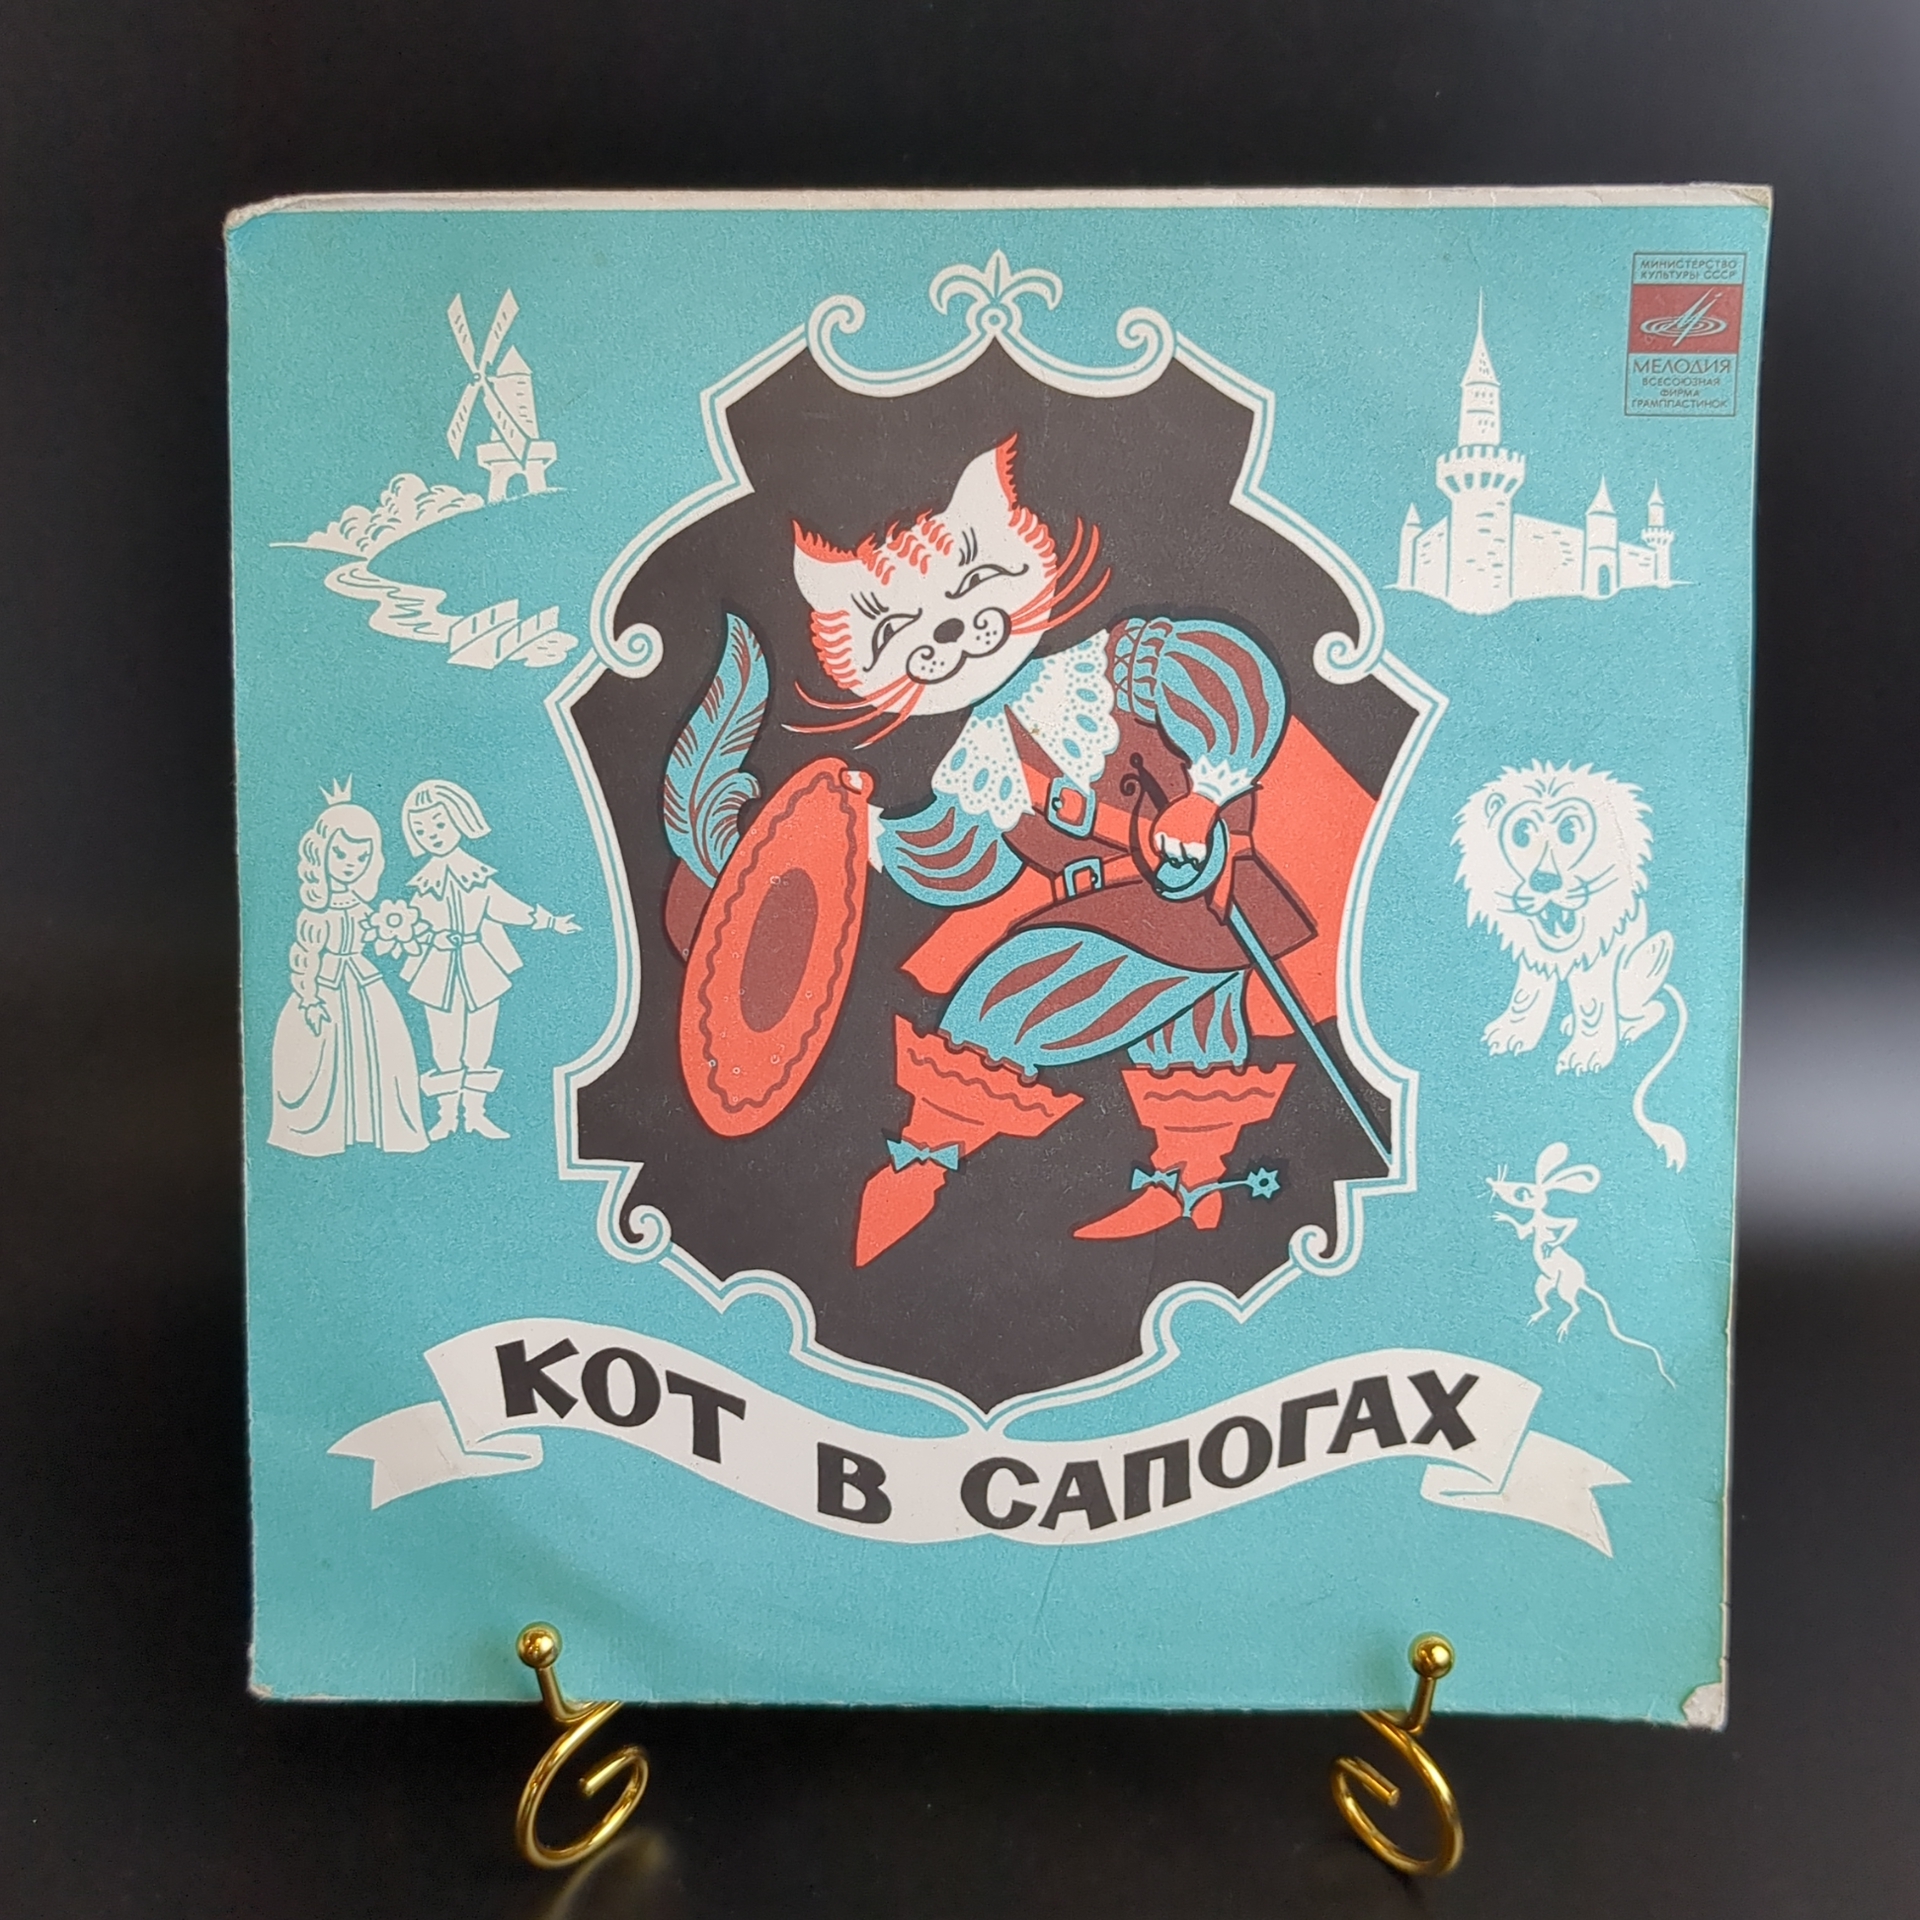 МИНИСТЕРСТВО
КУЛЬТУРЫ СССР
МЕЛОДИЯ
ВСЕСОЮЗНАЯ
ФИРМА
ГРАМПЛАСТИНОК
КОТ В САПОГАХ